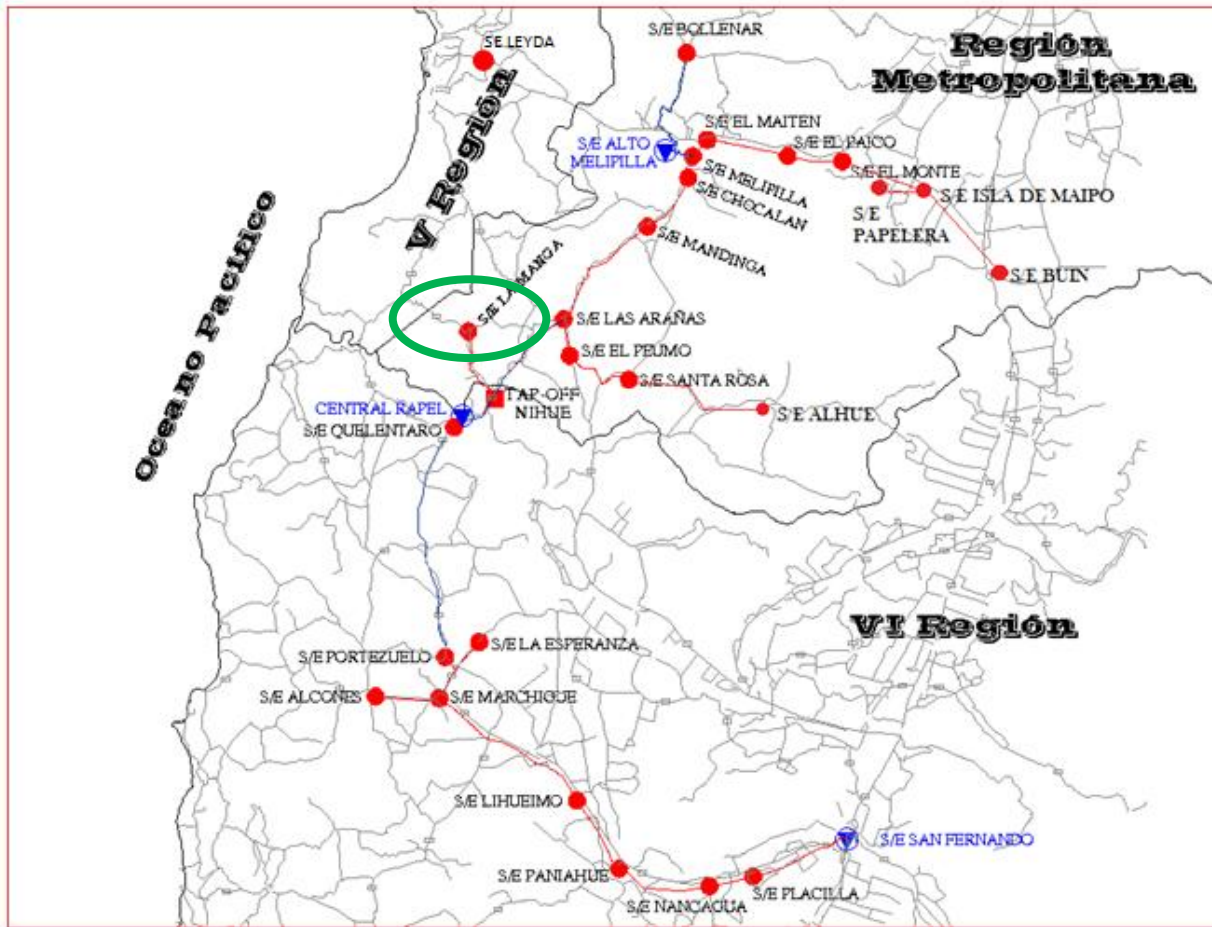 S/E BOLLENAR
Región
Metropolitana
S.E LEYDA
V Región
S/E EL MAITEN
S/E ALTO
MELIPILLA
S/E EL PAICO
S/E MELIPILLA
S/E EL MONTE
S/E CHOCALAN
S/E ISLA DE MAIPO
S/E
PAPELERA
Oceano Pacifico
S/E MANDINGA
S/E LA MANGA
S/E BUIN
S/E LAS ARAÑAS
S/E EL PEUMO
S/E SANTA ROSA
TAP-OFF
NIHUE
CENTRAL RAPEL
S/E QUELENTARO
S/E ALHUE
VI Región
S/E LA ESPERANZA
S/E PORTEZUELO
S/E ALCONES
S/E MARCHIGUE
S/E LIHUEIMO
S/E SAN FERNANDO
S/E PANIAHUE
S/E PLACILLA
S/E NANCAGUA